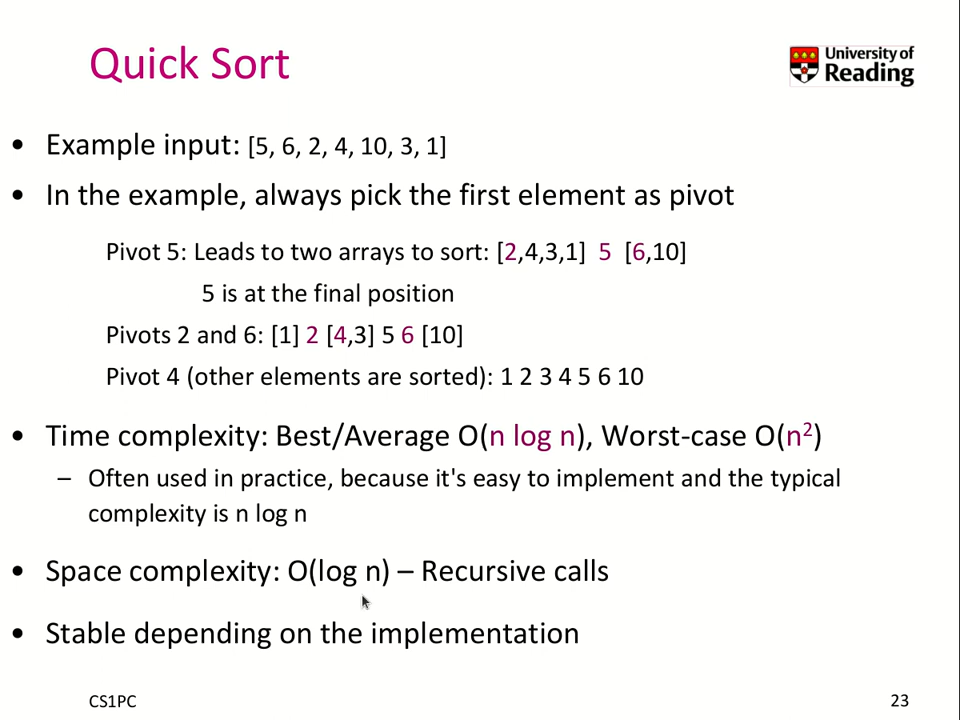 Quick Sort
University of
Reading
• Example input: [5, 6, 2, 4, 10, 3, 1]
• In the example, always pick the first element as pivot
Pivot 5: Leads to two arrays to sort: [2,4,3,1] 5 [6,10]
5 is at the final position
Pivots 2 and 6: [1] 2 [4,3] 5 6 [10]
Pivot 4 (other elements are sorted): 1 2 3 4 5 6 10
• Time complexity: Best/Average O(n log n), Worst-case O(n²)
– Often used in practice, because it's easy to implement and the typical
complexity is n log n
• Space complexity: O(log n) – Recursive calls
• Stable depending on the implementation
CS1PC
23